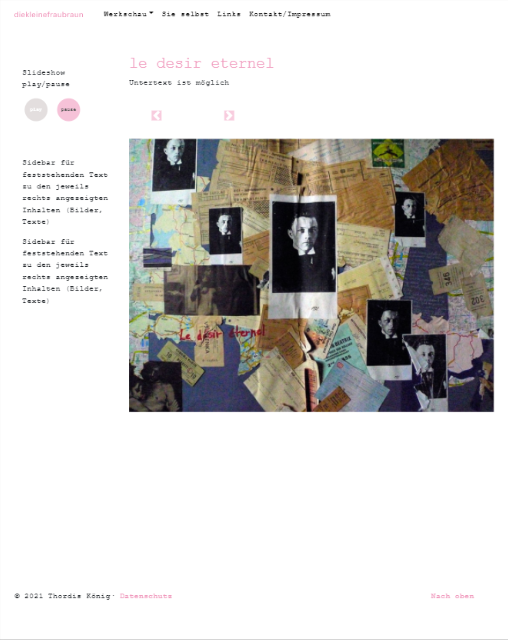 diekleinefraubraun
Werkschau Sie selbst Links Kontakt/Impressum
le desir eternel
Untertext ist möglich
Slideshow
play/pause
play pause
Sidebar für
feststehenden Text
zu den jeweils
rechts angezeigten
Inhalten (Bilder,
Texte)
Sidebar für
feststehenden Text
zu den jeweils
rechts angezeigten
Inhalten (Bilder,
Texte)
Le desir eternel
346
302
© 2021 Thordis König· Datenschutz
Nach oben